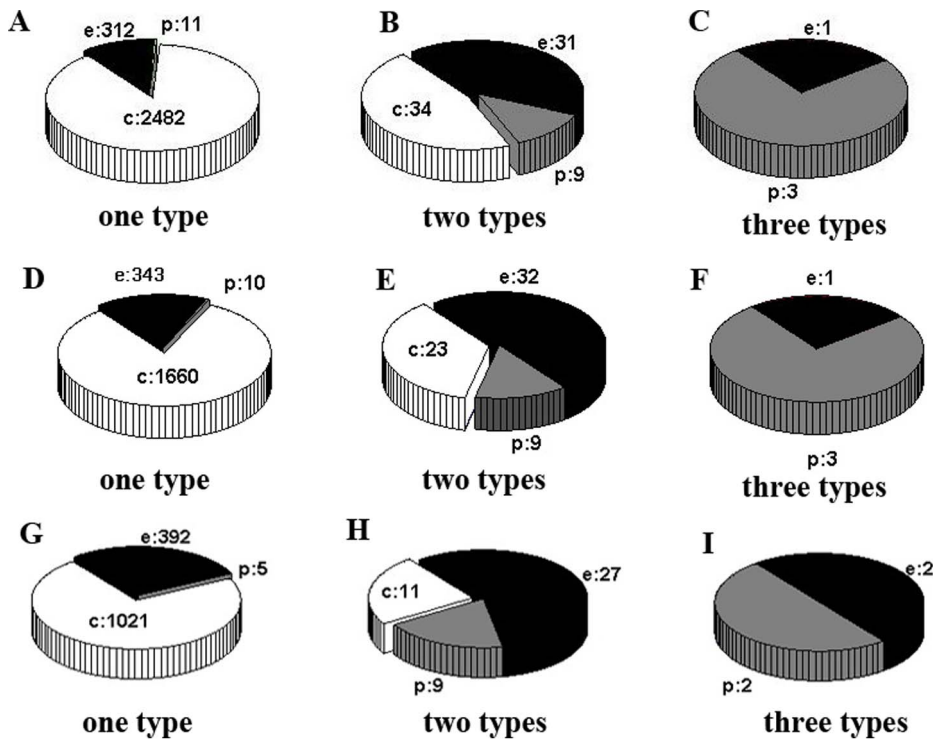 A
e:312
p:11
c:2482
one type
B
e:31
c:34
p:9
two types
C
e:1
p:3
three types
D
e:343
p:10
c:1660
one type
E
e:32
c:23
p:9
two types
F
e:1
p:3
three types
G
e:392
p:5
c:1021
one type
H
e:27
c:11
p:9
two types
I
e:2
p:2
three types